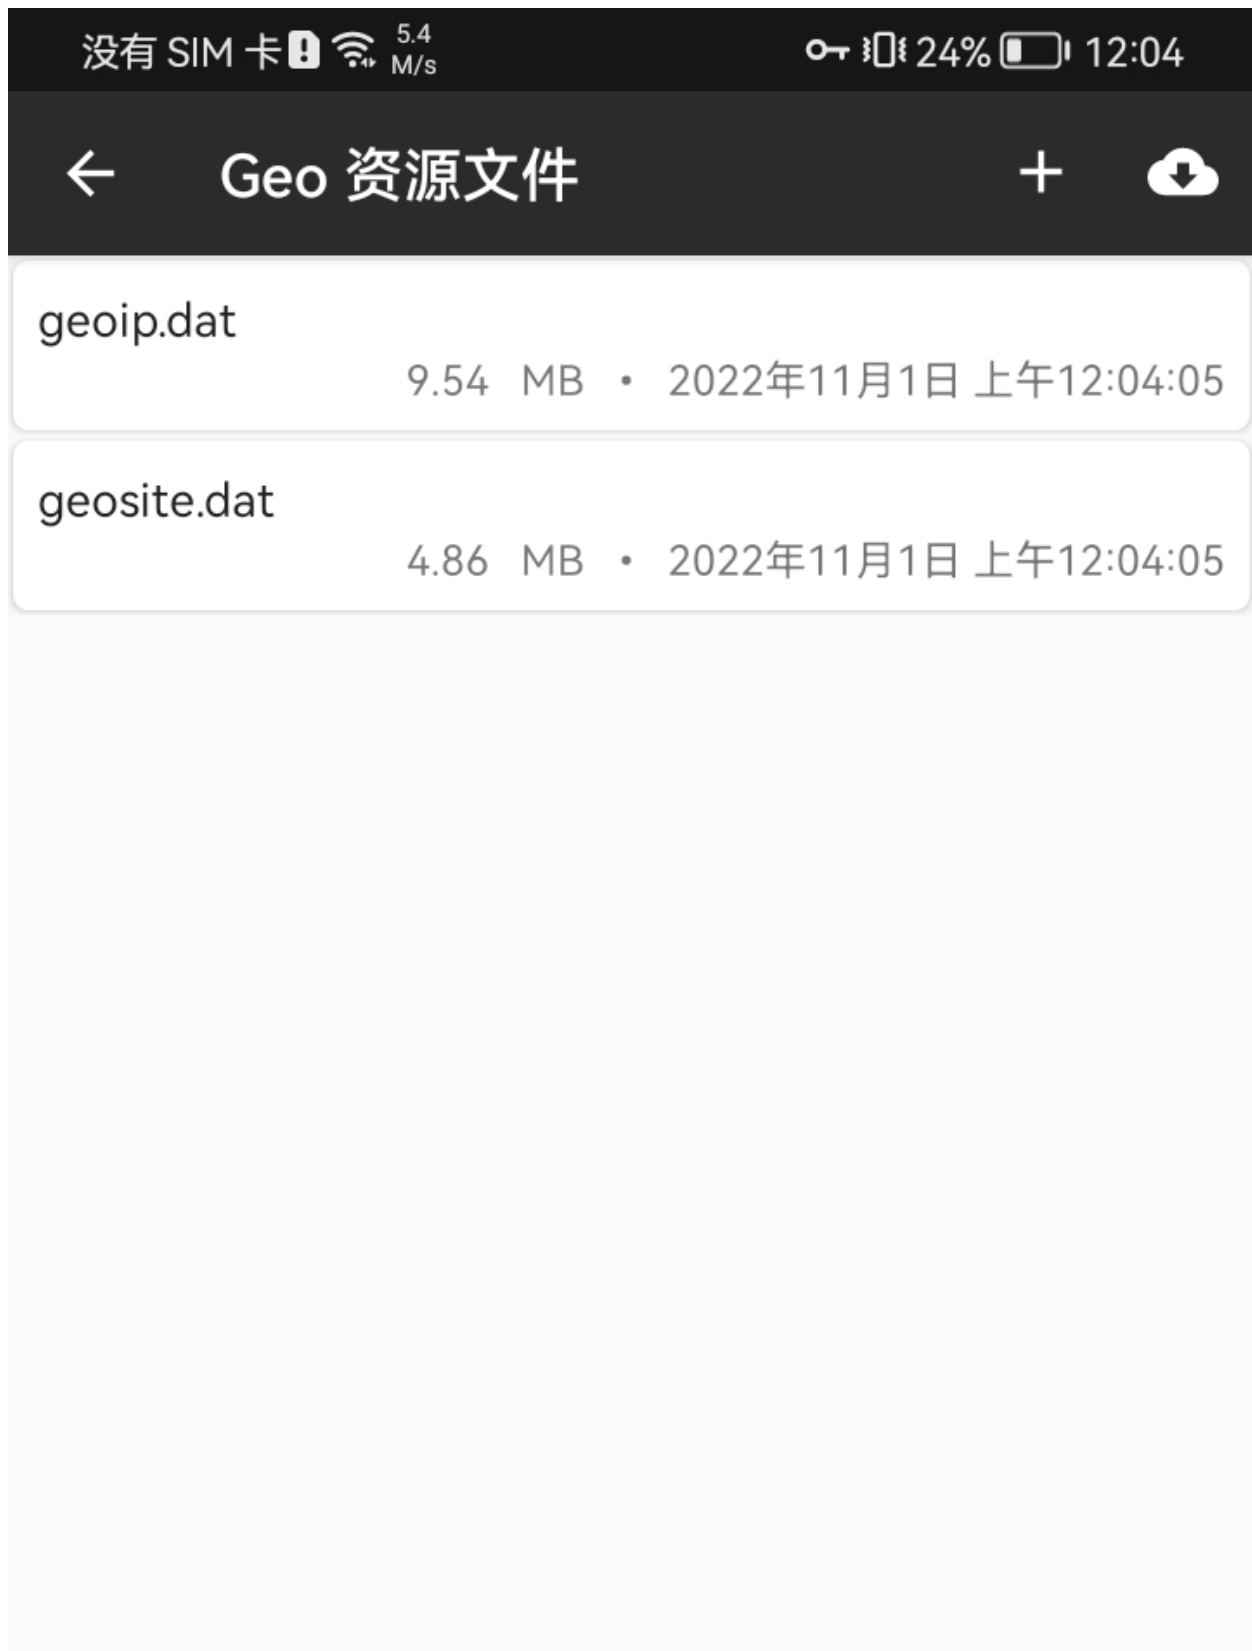 没有 SIM 卡 5.4 M/s 24% 12:04
Geo 资源文件
geoip.dat
9.54 MB • 2022年11月1日 上午12:04:05
geosite.dat
4.86 MB • 2022年11月1日 上午12:04:05